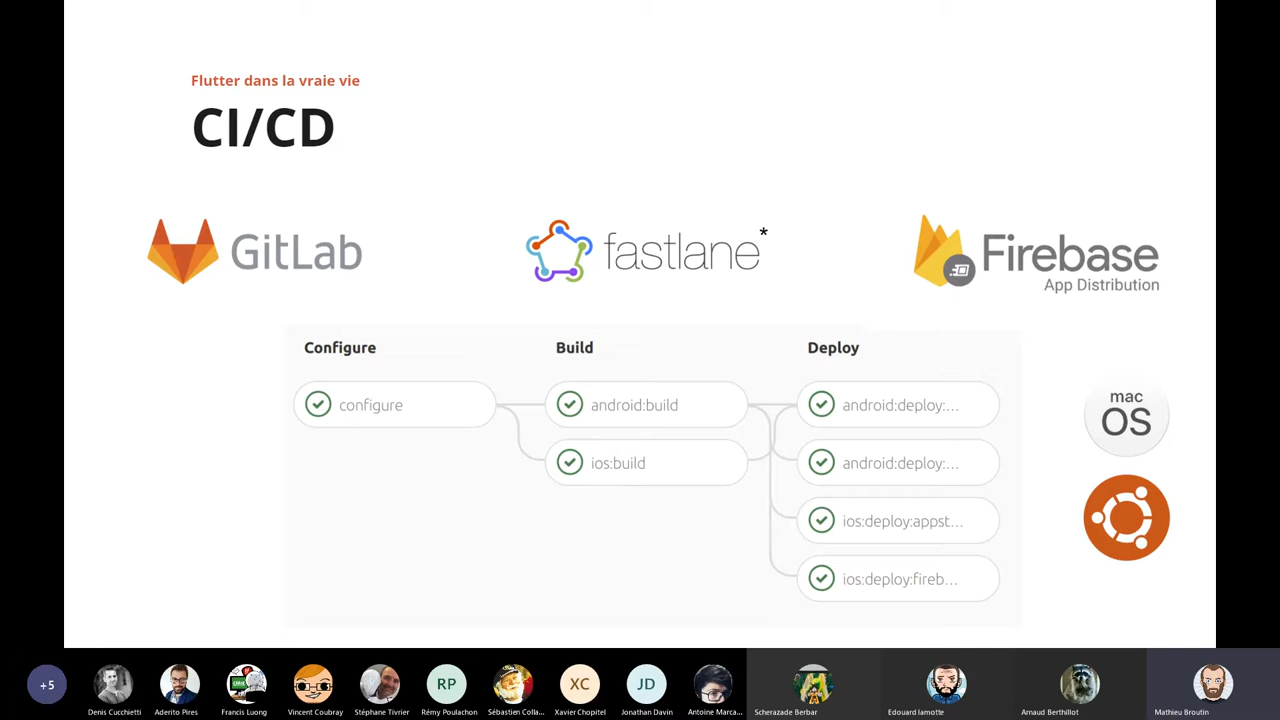 Flutter dans la vraie vie
CI/CD
GitLab
fastlane*
Firebase
App Distribution
Configure
Build
Deploy
configure
android:build
android:deploy:...
ios:build
android:deploy:...
ios:deploy:appst...
ios:deploy:fireb...
mac
OS
+5
RP
XC
JD
Denis Cucchietti
Aderito Pires
Francis Luong
Vincent Coubray
Stéphane Tivrier
Rémy Poulachon
Sébastien Colla...
Xavier Chopitel
Jonathan Davin
Antoine Marca...
Scherazade Berbar
Edouard lamotte
Arnaud Berthillot
Mathieu Broutin